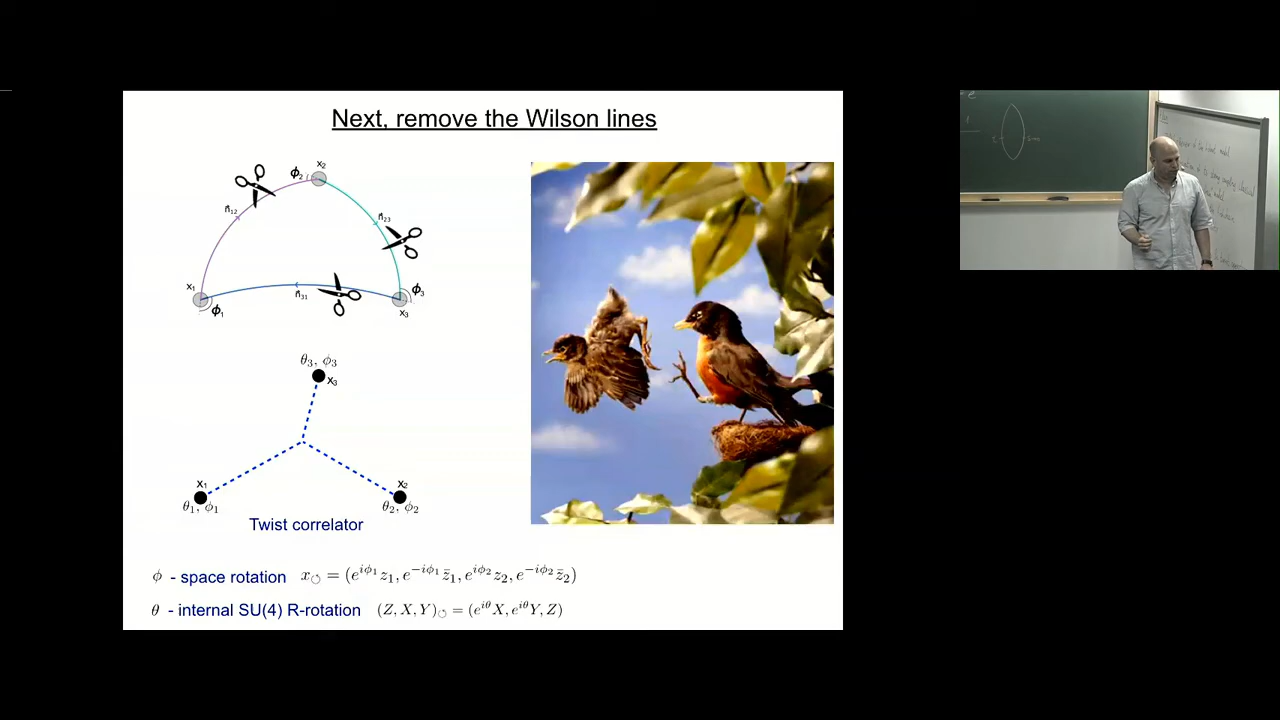 Next, remove the Wilson lines
x₂
ϕ₂
n⃗₁₂
n⃗₂₃
x₁
n⃗₃₁
ϕ₃
ϕ₁
x₃
θ₃, ϕ₃
x₃
x₁
x₂
θ₁, ϕ₁
θ₂, ϕ₂
Twist correlator
ϕ - space rotation x↺ = (e^{iϕ₁}z₁, e^{-iϕ₁}z̄₁, e^{iϕ₂}z₂, e^{-iϕ₂}z̄₂)
θ - internal SU(4) R-rotation (Z, X, Y)↺ = (e^{iθ}X, e^{iθ}Y, Z)